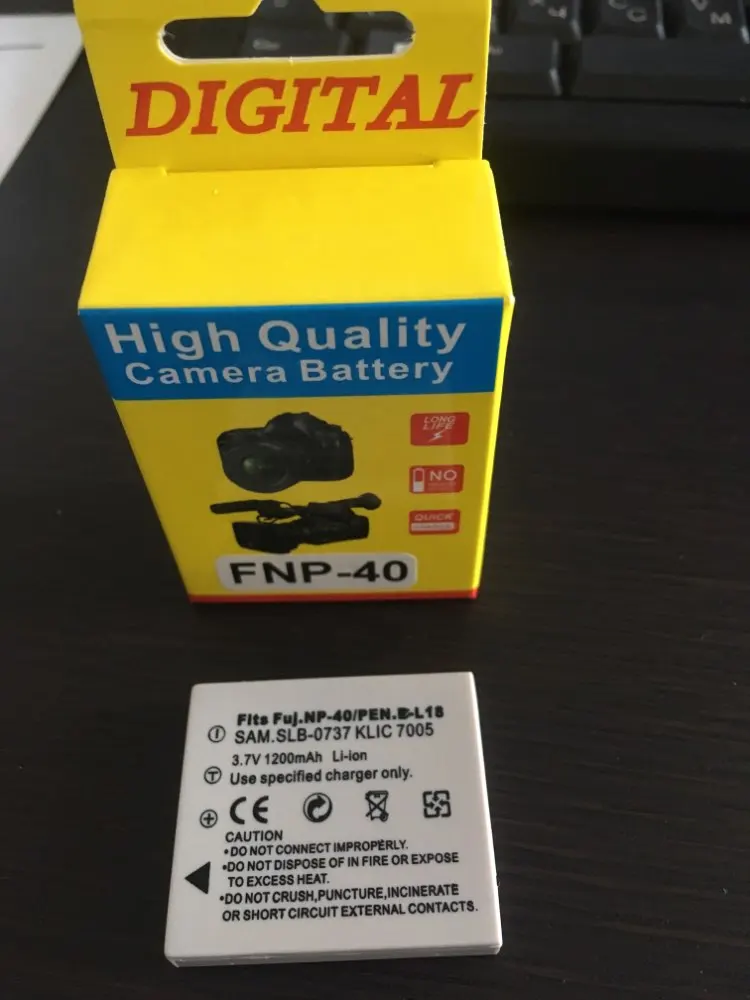 DIGITAL
High Quality
Camera Battery
LONG
LIFE
NO
QUICK
FNP-40
Fits Fuj.NP-40/PEN.E-L18
SAM.SLB-0737 KLIC 7005
3.7V 1200mAh Li-ion
T Use specified charger only.
CE
CAUTION
•DO NOT CONNECT IMPROPERLY.
•DO NOT DISPOSE OF IN FIRE OR EXPOSE
TO EXCESS HEAT.
•DO NOT CRUSH,PUNCTURE,INCINERATE
OR SHORT CIRCUIT EXTERNAL CONTACTS.